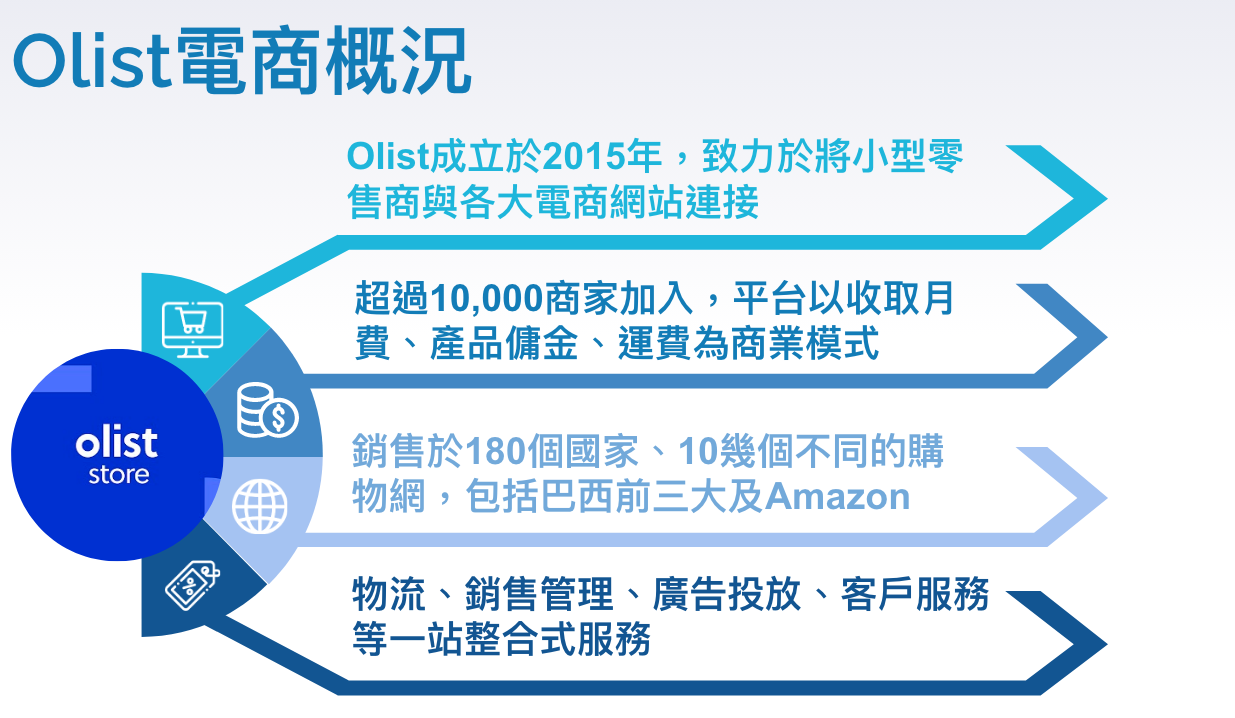 Olist電商概況
Olist成立於2015年，致力於將小型零
售商與各大電商網站連接
超過10,000商家加入，平台以收取月
費、產品傭金、運費為商業模式
銷售於180個國家、10幾個不同的購
物網，包括巴西前三大及Amazon
物流、銷售管理、廣告投放、客戶服務
等一站整合式服務
olist
store